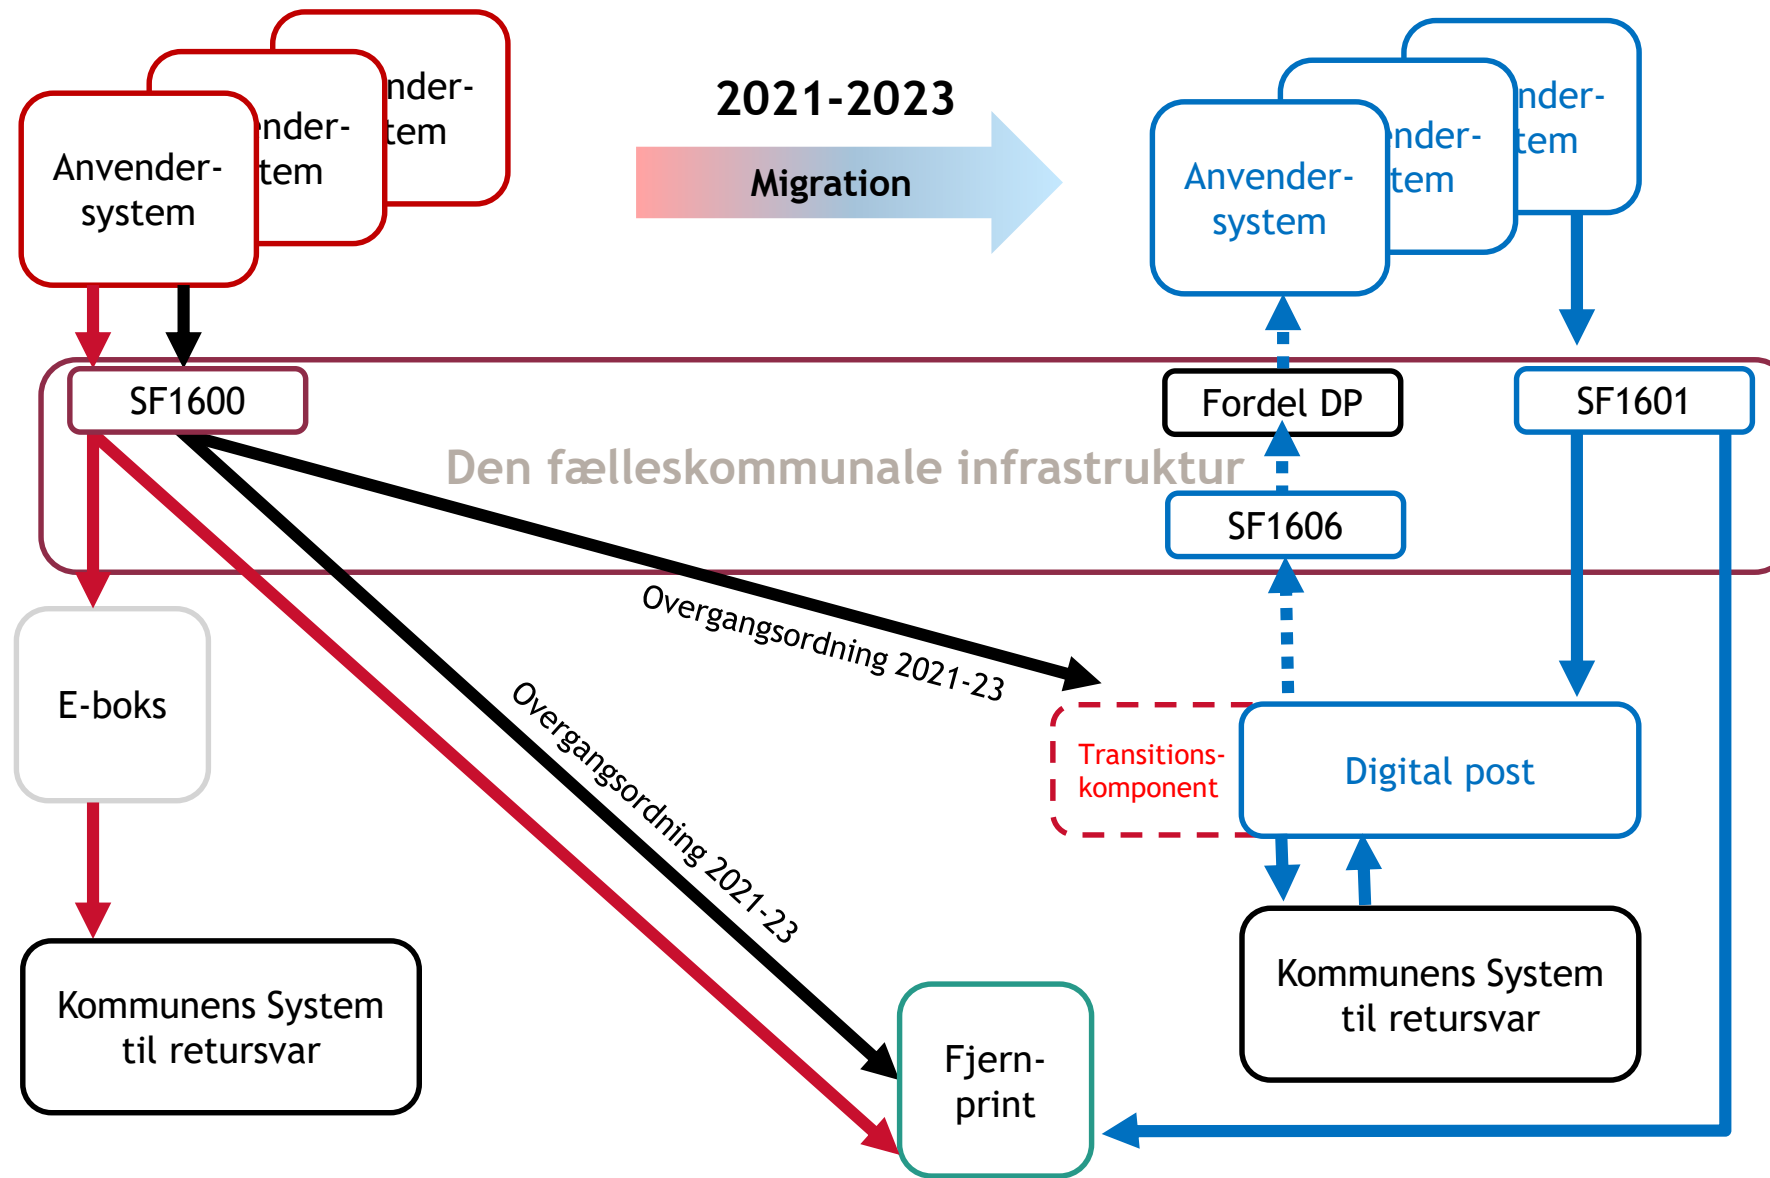 nder-
tem
ender-
tem
Anvender-
system
2021-2023
Migration
nder-
tem
ender-
tem
Anvender-
system
SF1600
Fordel DP
SF1601
Den fælleskommunale infrastruktur
SF1606
Overgangsordning 2021-23
Overgangsordning 2021-23
E-boks
Transitions-
komponent
Digital post
Kommunens System
til retursvar
Kommunens System
til retursvar
Fjern-
print